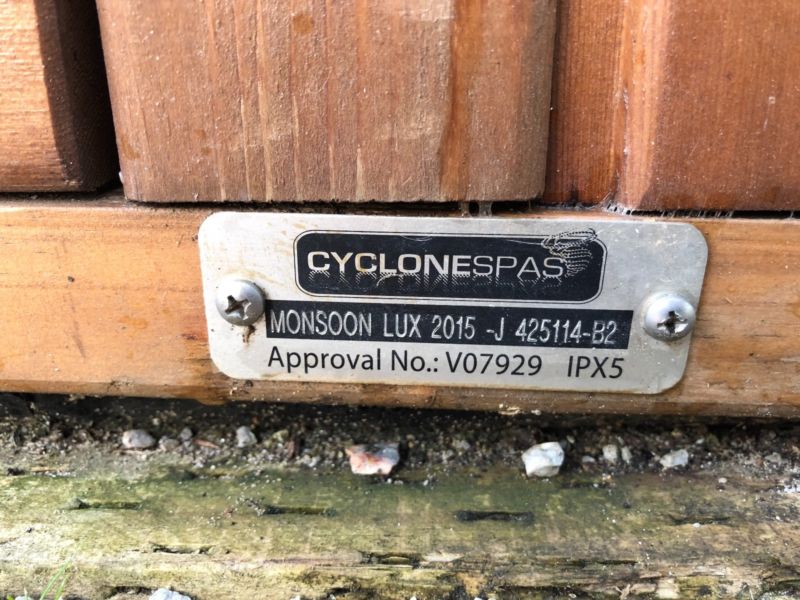 CYCLONESPAS
MONSOON LUX 2015 -J 425114-B2
Approval No.: V07929 IPX5